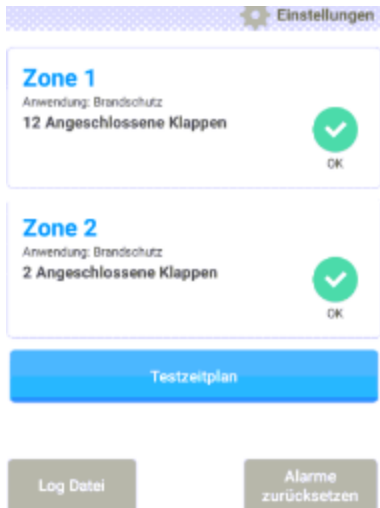 Einstellungen
Zone 1
Anwendung: Brandschutz
12 Angeschlossene Klappen
OK
Zone 2
Anwendung: Brandschutz
2 Angeschlossene Klappen
OK
Testzeitplan
Log Datei
Alarme
zurücksetzen